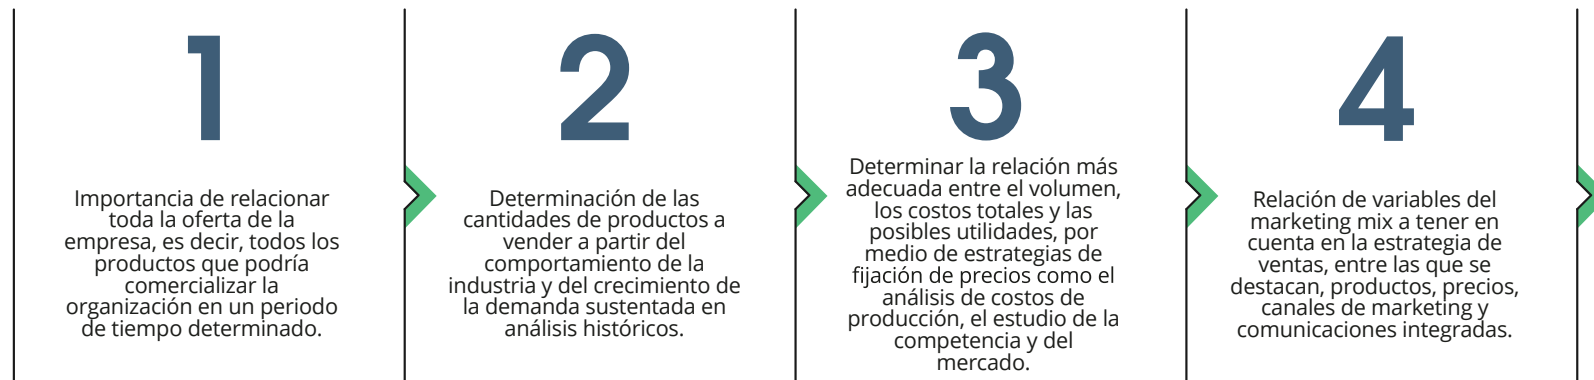 1
Importancia de relacionar
toda la oferta de la
empresa, es decir, todos los
productos que podría
comercializar la
organización en un periodo
de tiempo determinado.
2
Determinación de las
cantidades de productos a
vender a partir del
comportamiento de la
industria y del crecimiento de
la demanda sustentada en
análisis históricos.
3
Determinar la relación más
adecuada entre el volumen,
los costos totales y las
posibles utilidades, por
medio de estrategias de
fijación de precios como el
análisis de costos de
producción, el estudio de la
competencia y del
mercado.
4
Relación de variables del
marketing mix a tener en
cuenta en la estrategia de
ventas, entre las que se
destacan, productos, precios,
canales de marketing y
comunicaciones integradas.